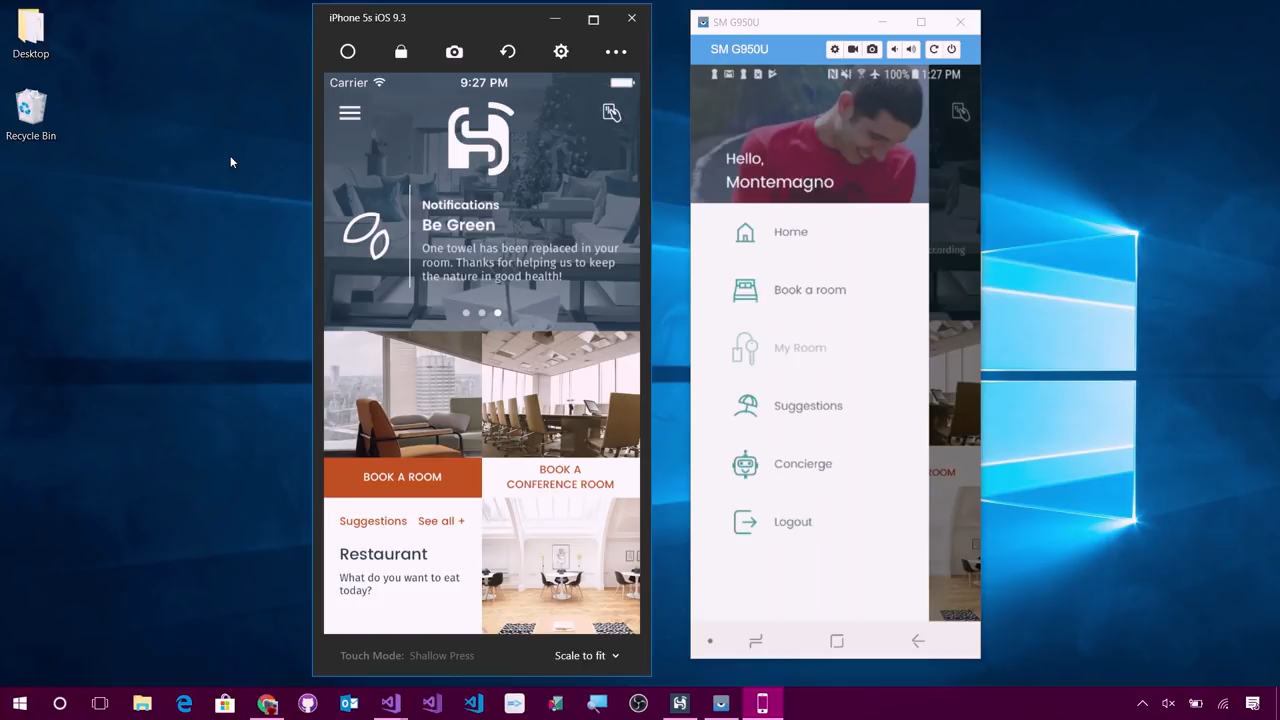 Desktop
Recycle Bin
iPhone 5s iOS 9.3
Carrier
9:27 PM
Notifications
Be Green
One towel has been replaced in your
room. Thanks for helping us to keep
the nature in good health!
BOOK A ROOM
BOOK A
CONFERENCE ROOM
Suggestions See all +
Restaurant
What do you want to eat
today?
Touch Mode: Shallow Press
Scale to fit
SM G950U
SM G950U
100% 1:27 PM
Hello,
Montemagno
Home
Book a room
My Room
Suggestions
Concierge
Logout
ccording
ROOM